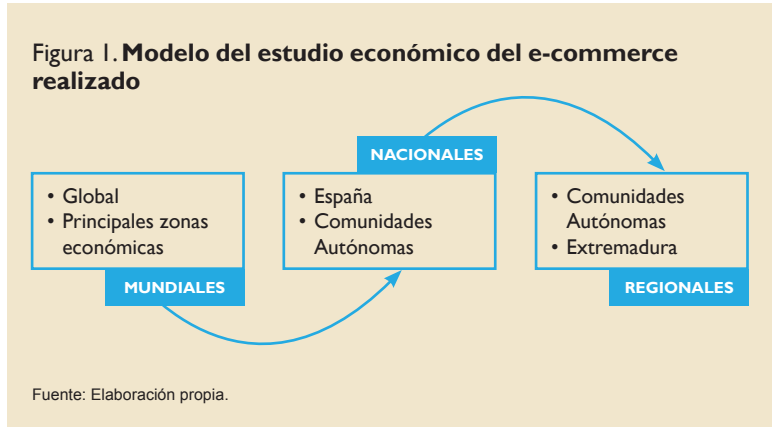 Figura 1. Modelo del estudio económico del e-commerce
realizado
NACIONALES
• Global
• Principales zonas
económicas
MUNDIALES
• España
• Comunidades
Autónomas
• Comunidades
Autónomas
• Extremadura
REGIONALES
Fuente: Elaboración propia.